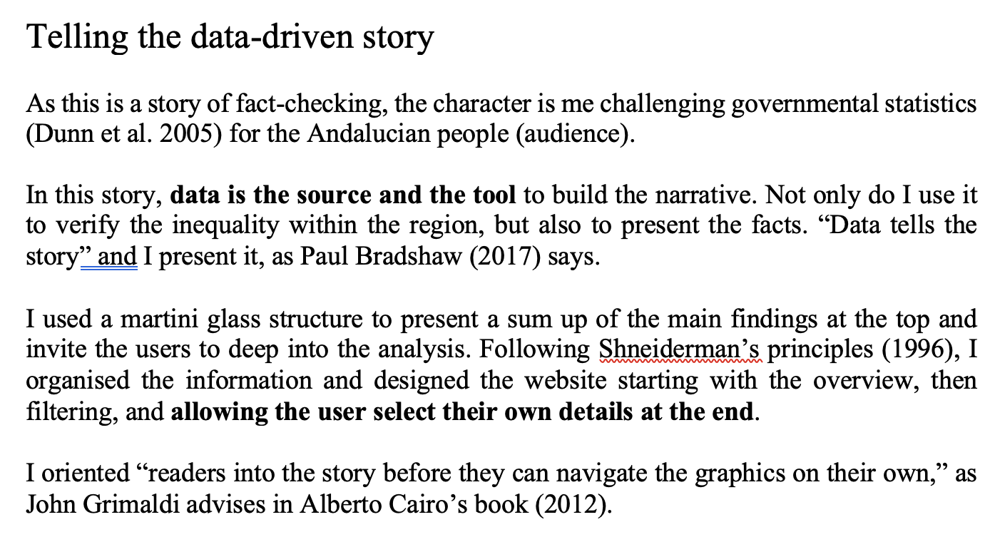 Telling the data-driven story
As this is a story of fact-checking, the character is me challenging governmental statistics
(Dunn et al. 2005) for the Andalucian people (audience).
In this story, data is the source and the tool to build the narrative. Not only do I use it
to verify the inequality within the region, but also to present the facts. “Data tells the
story” and I present it, as Paul Bradshaw (2017) says.
I used a martini glass structure to present a sum up of the main findings at the top and
invite the users to deep into the analysis. Following Shneiderman’s principles (1996), I
organised the information and designed the website starting with the overview, then
filtering, and allowing the user select their own details at the end.
I oriented “readers into the story before they can navigate the graphics on their own,” as
John Grimaldi advises in Alberto Cairo’s book (2012).